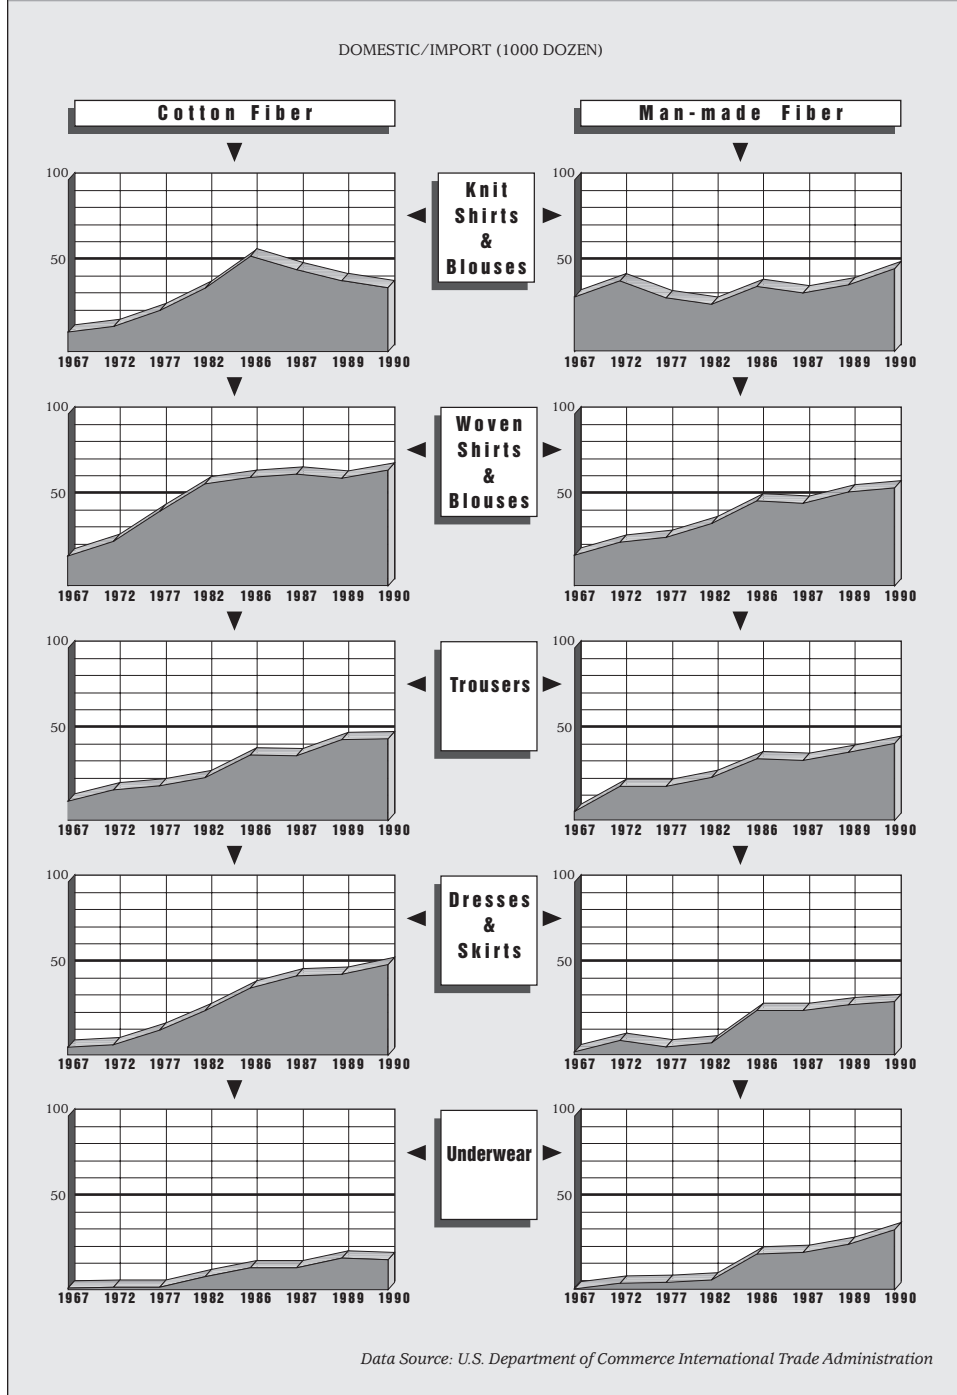 DOMESTIC/IMPORT (1000 DOZEN)
Cotton Fiber
Man-made Fiber
Knit
Shirts
&
Blouses
100
50
1967 1972 1977 1982 1986 1987 1989 1990
100
50
1967 1972 1977 1982 1986 1987 1989 1990
Woven
Shirts
&
Blouses
100
50
1967 1972 1977 1982 1986 1987 1989 1990
100
50
1967 1972 1977 1982 1986 1987 1989 1990
Trousers
100
50
1967 1972 1977 1982 1986 1987 1989 1990
100
50
1967 1972 1977 1982 1986 1987 1989 1990
Dresses
&
Skirts
100
50
1967 1972 1977 1982 1986 1987 1989 1990
100
50
1967 1972 1977 1982 1986 1987 1989 1990
Underwear
100
50
1967 1972 1977 1982 1986 1987 1989 1990
100
50
1967 1972 1977 1982 1986 1987 1989 1990
Data Source: U.S. Department of Commerce International Trade Administration